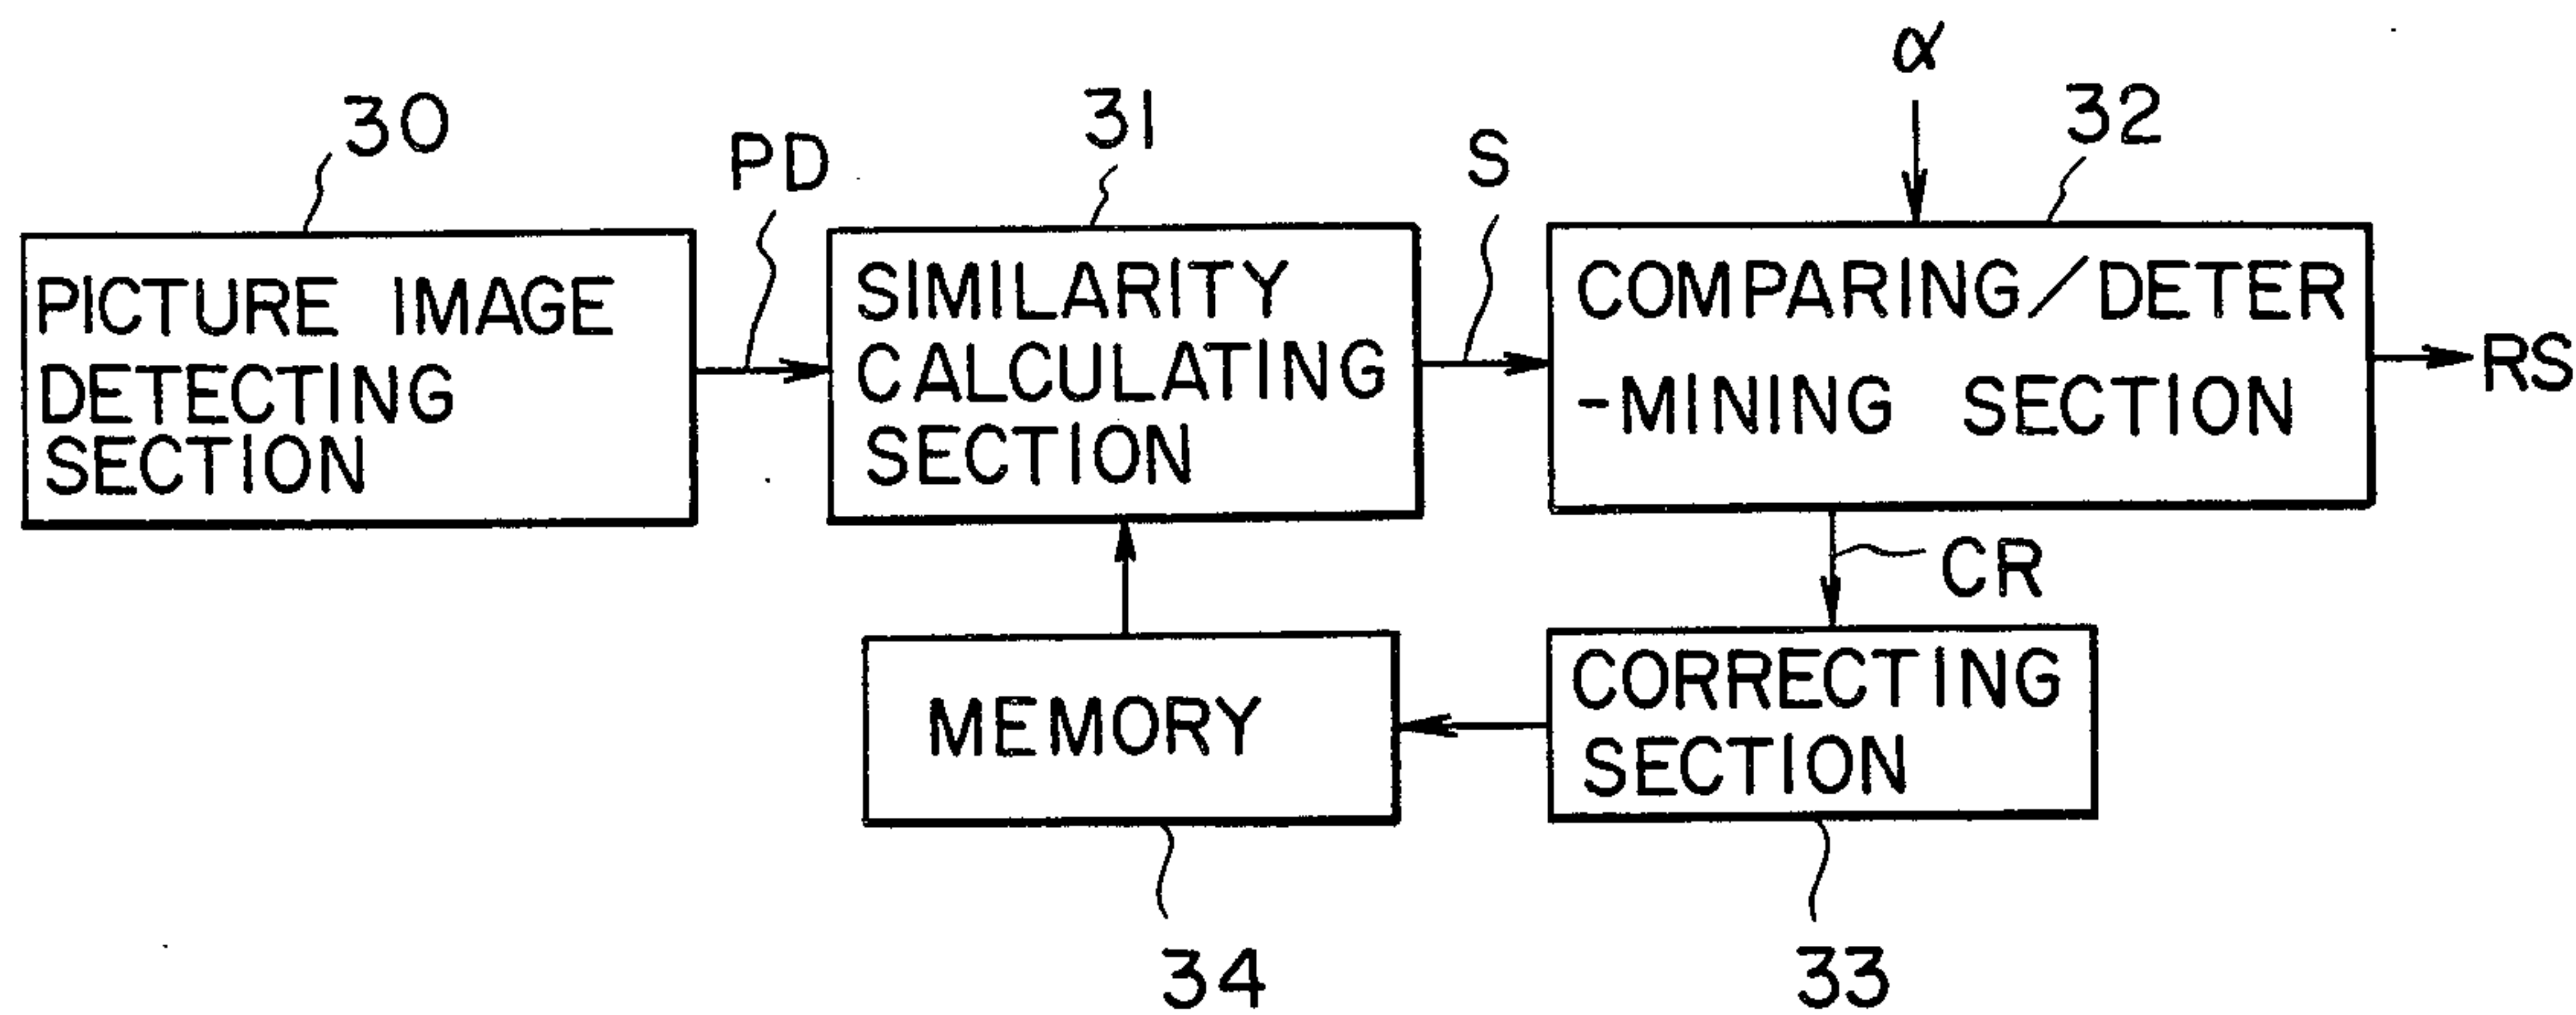 α
30
31
32
PD
S
PICTURE IMAGE
DETECTING
SECTION
SIMILARITY
CALCULATING
SECTION
COMPARING/DETER
-MINING SECTION
RS
CR
MEMORY
CORRECTING
SECTION
34
33